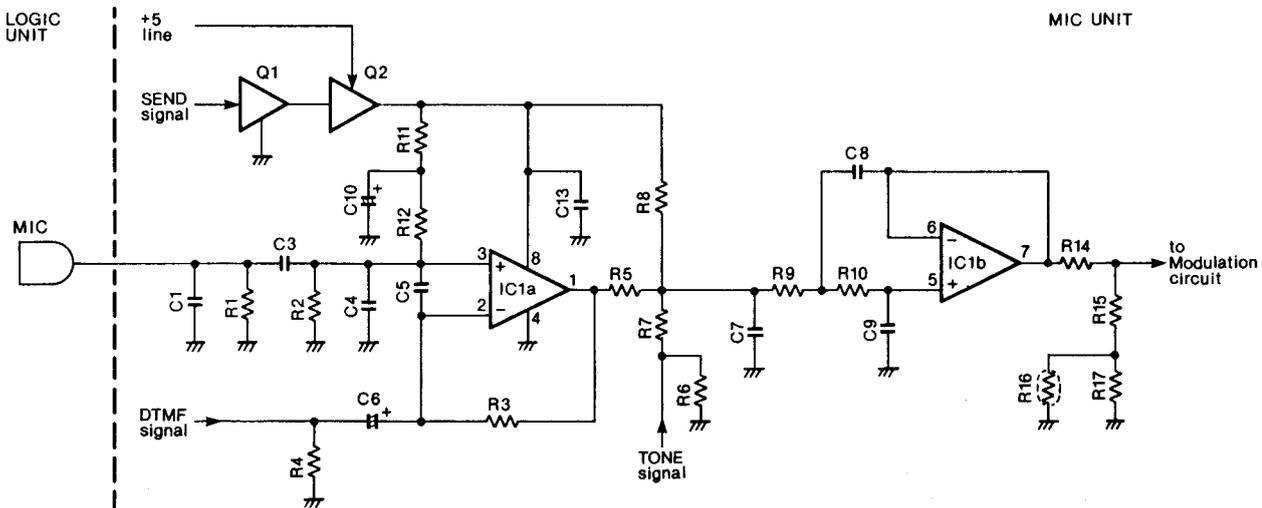 LOGIC
UNIT
+5
line
MIC UNIT
Q1
Q2
SEND
signal
R11
C10
+
R12
C13
R8
C8
MIC
C3
3
+
8
IC1a
1
R5
2
−
4
C1
R1
R2
C4
C5
R7
C7
R9
R10
C9
6
−
IC1b
7
5
+
R14
to
Modulation
circuit
R15
R16
R17
R6
DTMF
signal
C6
+
R3
R4
TONE
signal